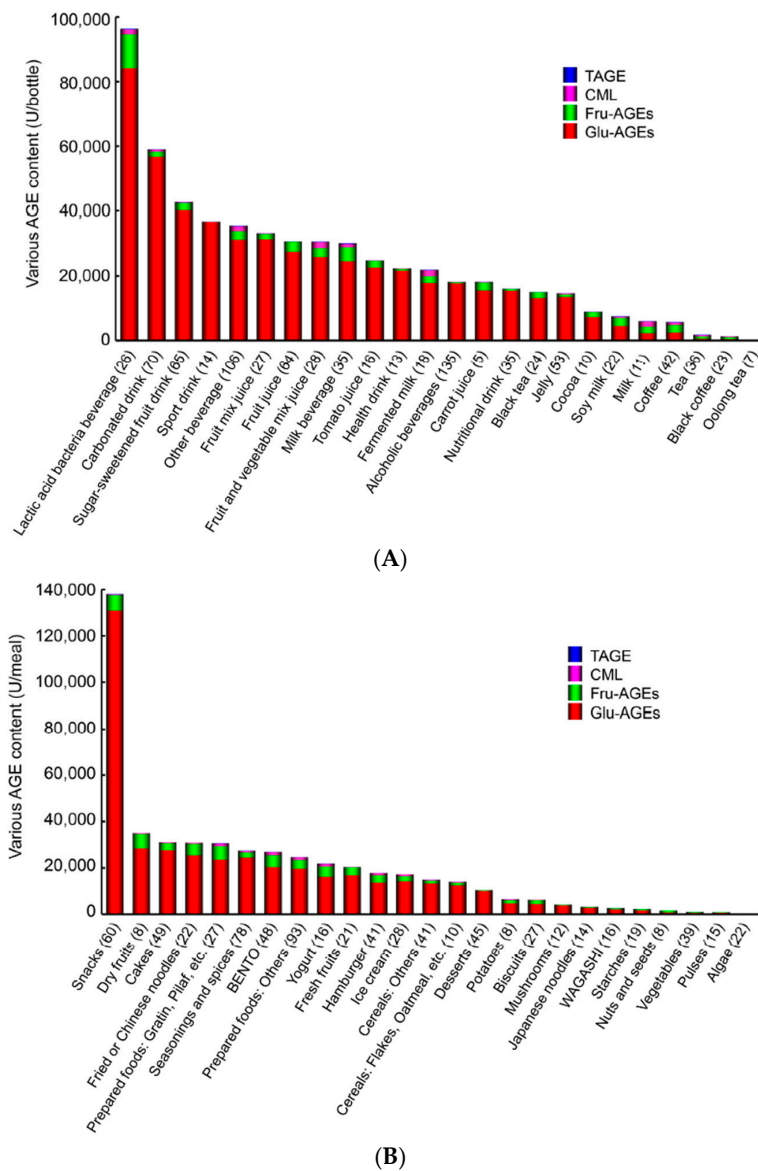 100,000
80,000
60,000
40,000
20,000
0
Various AGE content (U/bottle)
TAGE
CML
Fru-AGEs
Glu-AGEs
Lactic acid bacteria beverage (26)
Carbonated drink (70)
Sugar-sweetened fruit drink (65)
Sport drink (14)
Other beverage (106)
Fruit mix juice (27)
Fruit juice (64)
Fruit and vegetable mix juice (28)
Milk beverage (35)
Tomato juice (16)
Health drink (13)
Fermented milk (18)
Alcoholic beverages (135)
Carrot juice (5)
Nutritional drink (35)
Black tea (24)
Jelly (53)
Cocoa (10)
Soy milk (22)
Milk (11)
Coffee (42)
Tea (36)
Black coffee (23)
Oolong tea (7)
(A)
140,000
120,000
100,000
80,000
60,000
40,000
20,000
0
Various AGE content (U/meal)
TAGE
CML
Fru-AGEs
Glu-AGEs
Snacks (60)
Dry fruits (8)
Cakes (49)
Fried or Chinese noodles (22)
Prepared foods: Gratin, Pilaf, etc. (27)
Seasonings and spices (78)
BENTO (48)
Prepared foods: Others (93)
Yogurt (16)
Fresh fruits (21)
Hamburger (41)
Ice cream (28)
Cereals: Others (41)
Cereals: Flakes, Oatmeal, etc. (10)
Desserts (45)
Potatoes (8)
Biscuits (27)
Mushrooms (12)
Japanese noodles (14)
WAGASHI (16)
Starches (19)
Nuts and seeds (8)
Vegetables (39)
Pulses (15)
Algae (22)
(B)